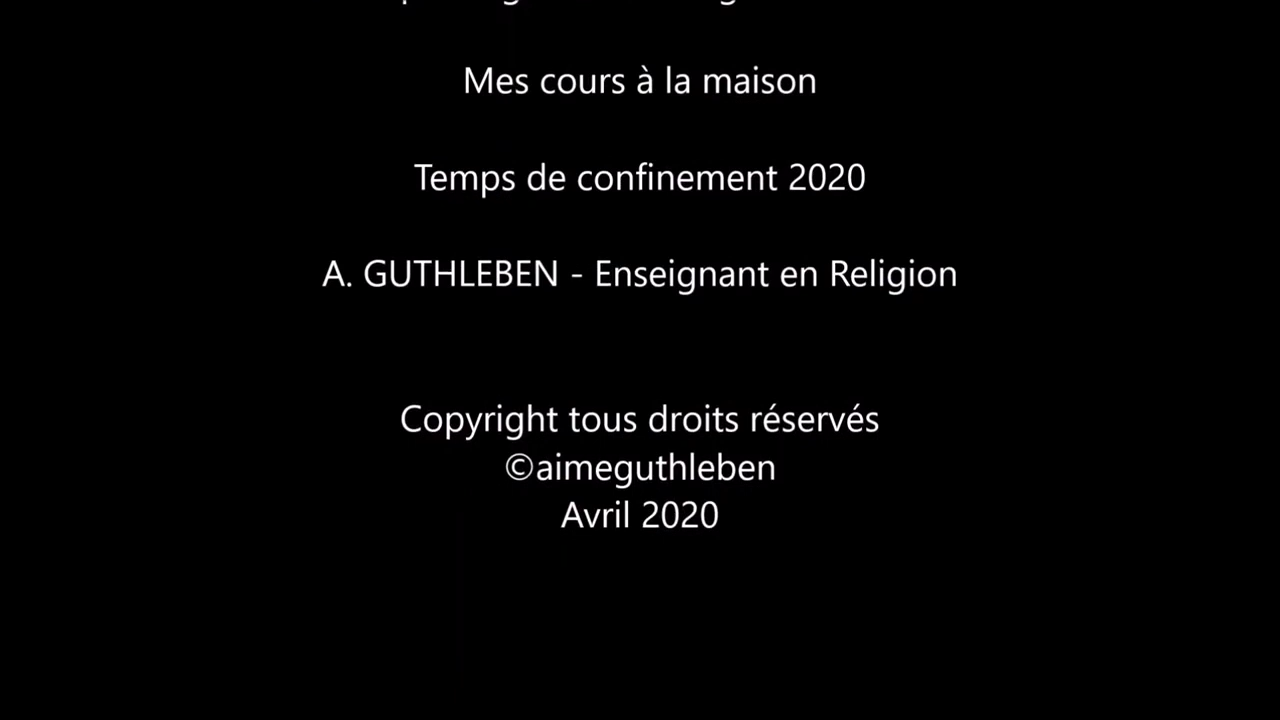 Mes cours à la maison
Temps de confinement 2020
A. GUTHLEBEN - Enseignant en Religion
Copyright tous droits réservés
©aimeguthleben
Avril 2020